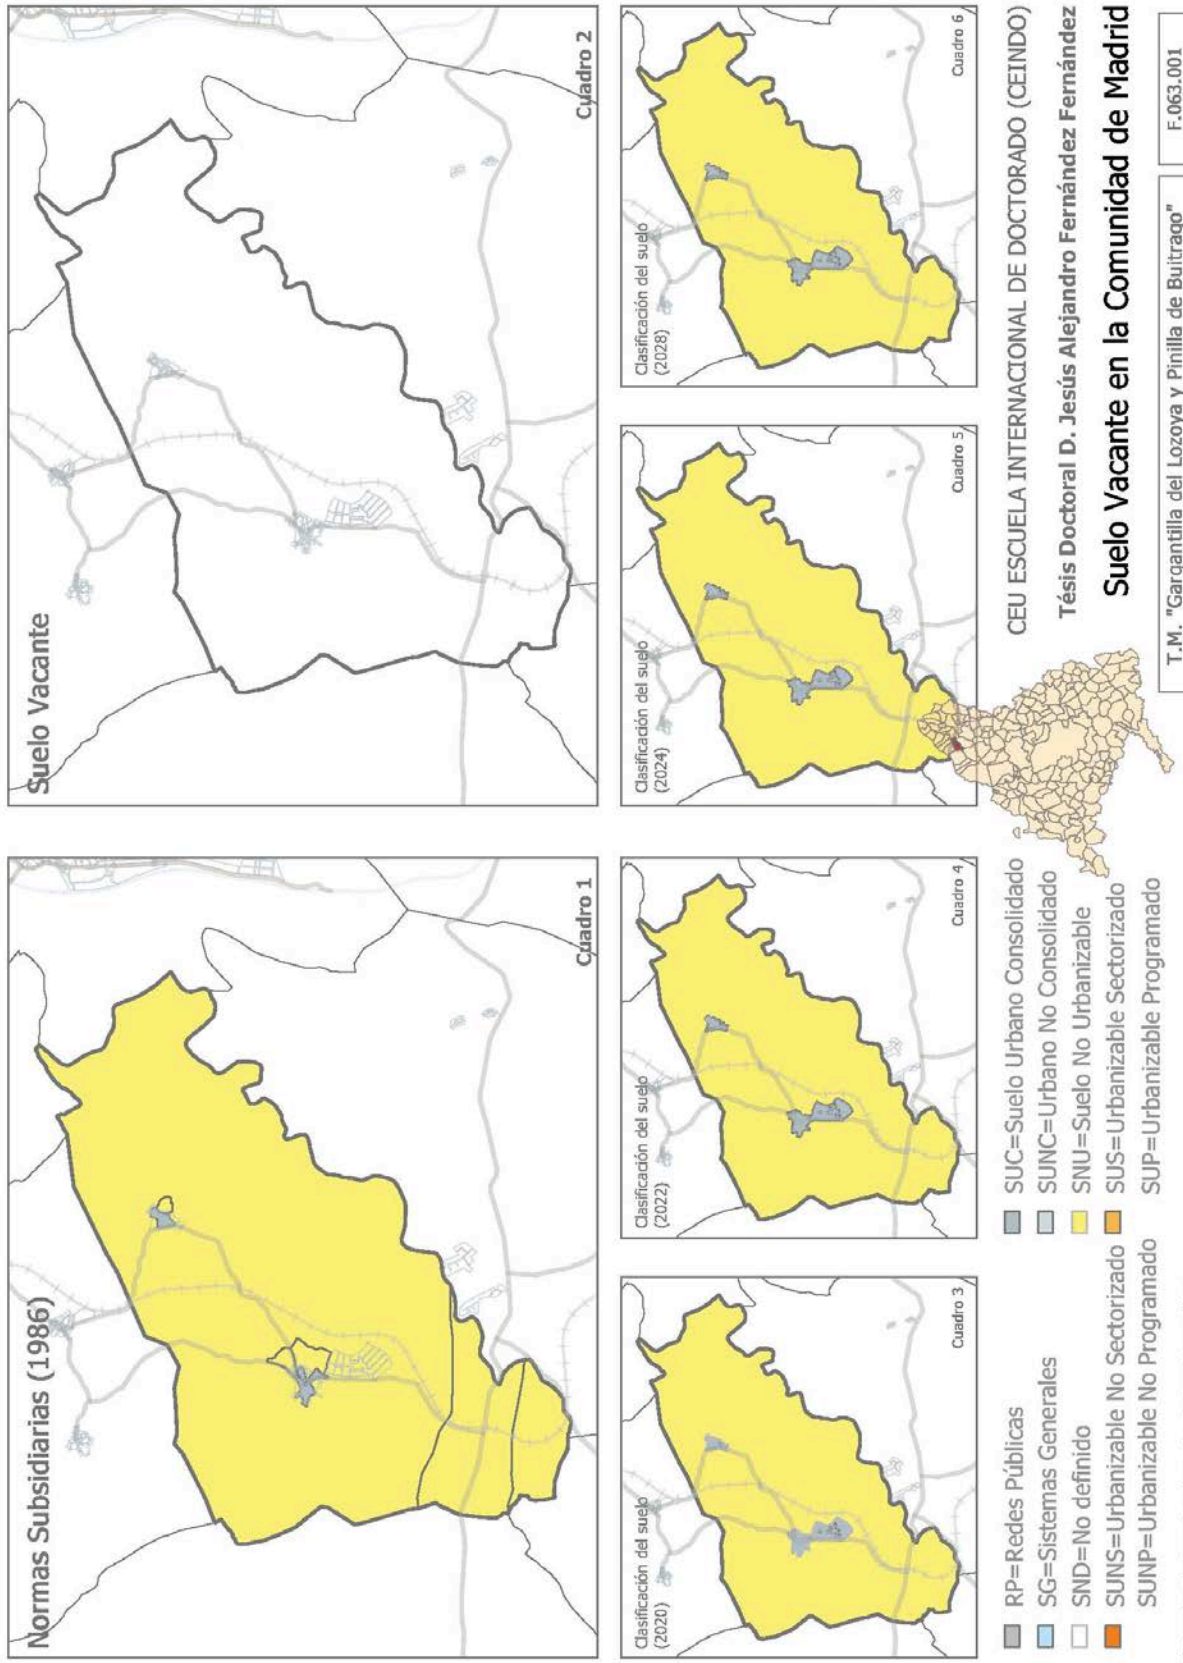 Normas Subsidiarias (1986)
Cuadro 1
Suelo Vacante
Cuadro 2
Clasificación del suelo
(2020)
Cuadro 3
Clasificación del suelo
(2022)
Cuadro 4
Clasificación del suelo
(2024)
Cuadro 5
Clasificación del suelo
(2028)
Cuadro 6
RP=Redes Públicas
SG=Sistemas Generales
SND=No definido
SUNS=Urbanizable No Sectorizado
SUNP=Urbanizable No Programado
SUC=Suelo Urbano Consolidado
SUNC=Urbano No Consolidado
SNU=Suelo No Urbanizable
SUS=Urbanizable Sectorizado
SUP=Urbanizable Programado
CEU ESCUELA INTERNACIONAL DE DOCTORADO (CEINDO)
Tésis Doctoral D. Jesús Alejandro Fernández Fernández
Suelo Vacante en la Comunidad de Madrid
T.M. "Gargantilla del Lozoya y Pinilla de Buitrago"
F.063.001